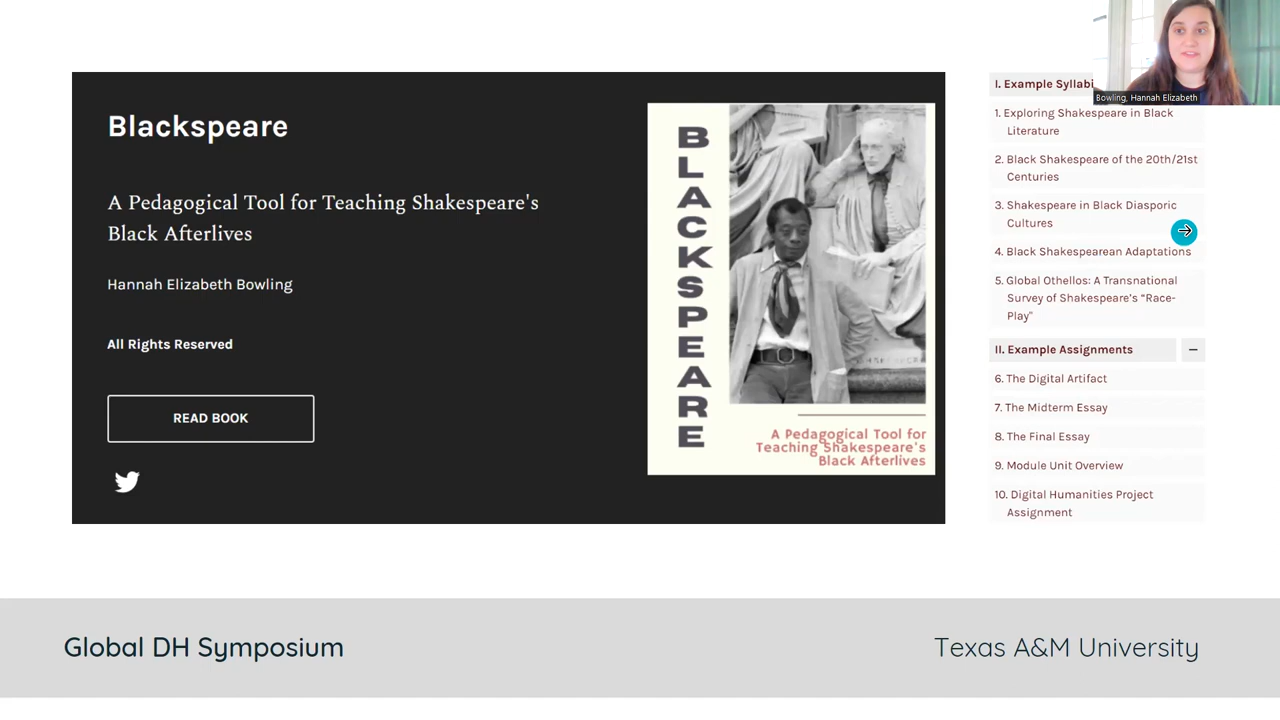 Blackspeare
A Pedagogical Tool for Teaching Shakespeare's
Black Afterlives
Hannah Elizabeth Bowling
All Rights Reserved
READ BOOK
BLACKSPEARE
A Pedagogical Tool for
Teaching Shakespeare's
Black Afterlives
I. Example Syllabi
Bowling, Hannah Elizabeth
1. Exploring Shakespeare in Black
Literature
2. Black Shakespeare of the 20th/21st
Centuries
3. Shakespeare in Black Diasporic
Cultures
4. Black Shakespearean Adaptations
5. Global Othellos: A Transnational
Survey of Shakespeare's “Race-
Play”
II. Example Assignments
6. The Digital Artifact
7. The Midterm Essay
8. The Final Essay
9. Module Unit Overview
10. Digital Humanities Project
Assignment
Global DH Symposium
Texas A&M University